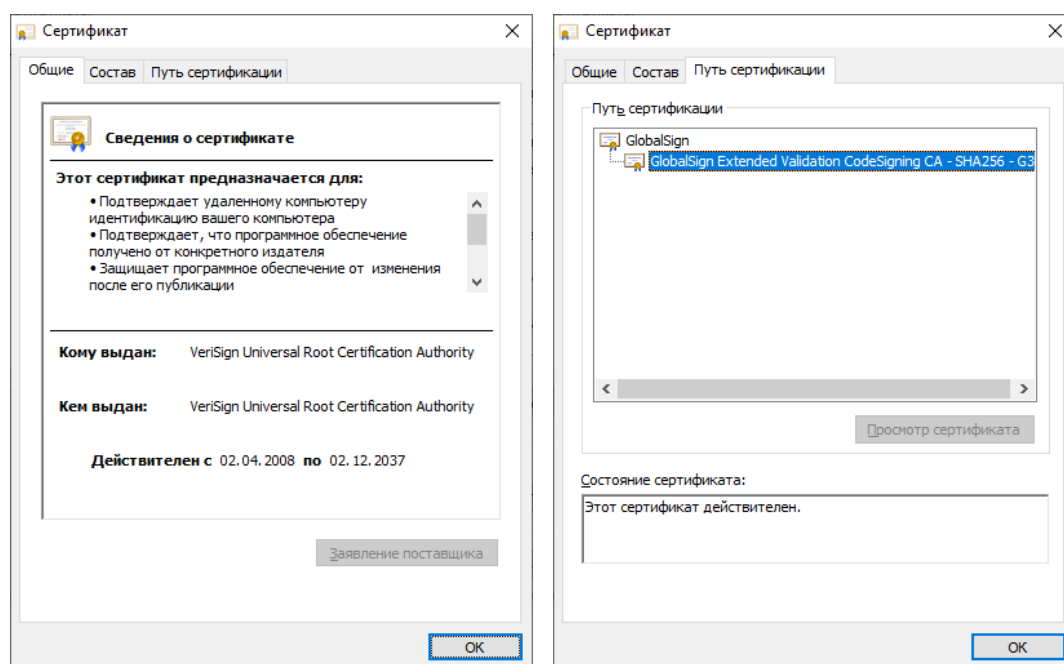 Сертификат
Общие Состав Путь сертификации
Сведения о сертификате
Этот сертификат предназначается для:
• Подтверждает удаленному компьютеру
идентификацию вашего компьютера
• Подтверждает, что программное обеспечение
получено от конкретного издателя
• Защищает программное обеспечение от изменения
после его публикации
Кому выдан: VeriSign Universal Root Certification Authority
Кем выдан: VeriSign Universal Root Certification Authority
Действителен с 02.04.2008 по 02.12.2037
Заявление поставщика
OK
Сертификат
Общие Состав Путь сертификации
Путь сертификации
GlobalSign
GlobalSign Extended Validation CodeSigning CA - SHA256 - G3
Просмотр сертификата
Состояние сертификата:
Этот сертификат действителен.
OK